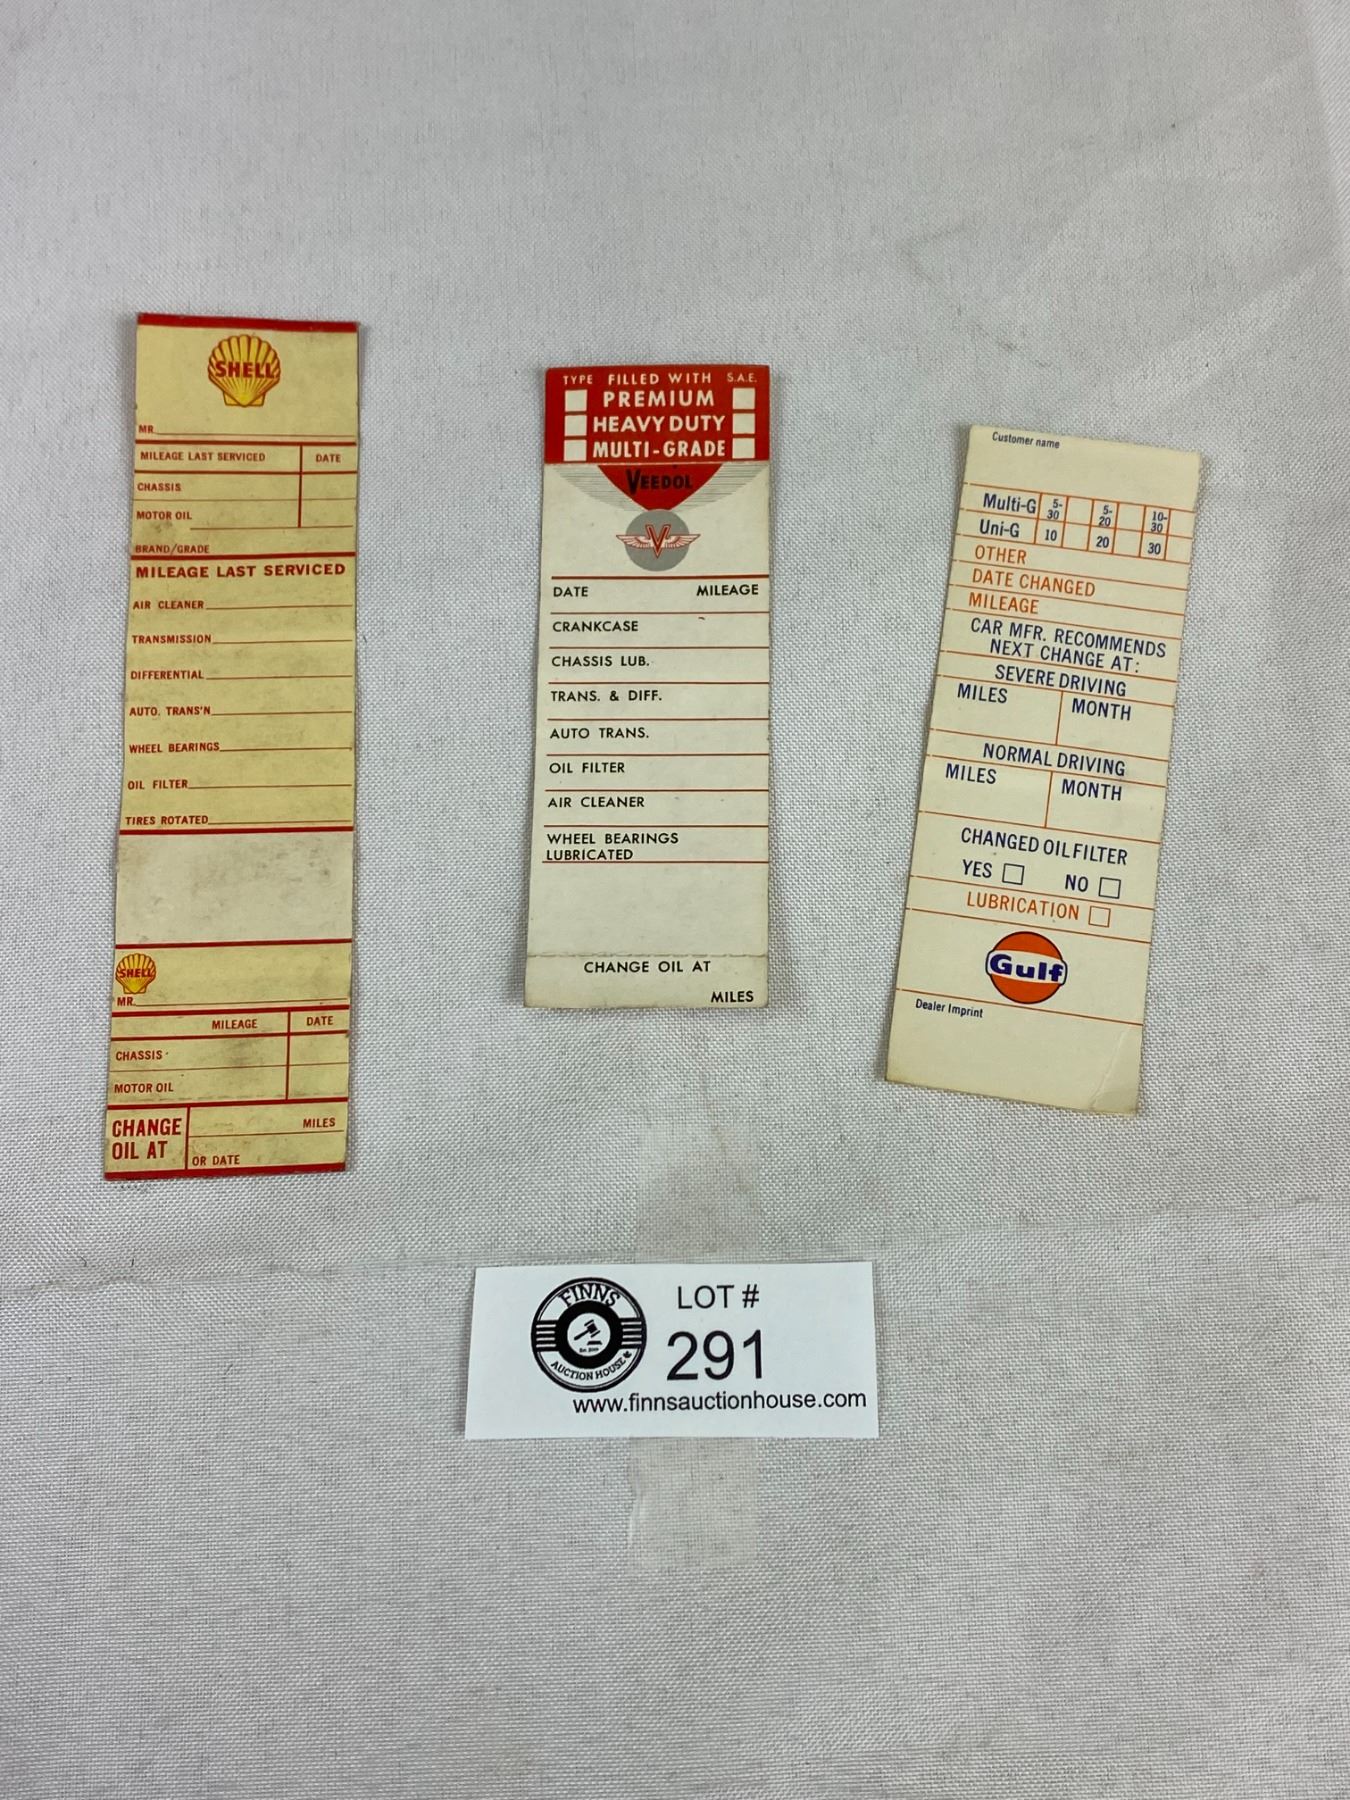 SHELL
MR.
MILEAGE LAST SERVICED DATE
CHASSIS
MOTOR OIL
BRAND/GRADE
MILEAGE LAST SERVICED
AIR CLEANER
TRANSMISSION
DIFFERENTIAL
AUTO. TRANS'N
WHEEL BEARINGS
OIL FILTER
TIRES ROTATED
SHELL
MR.
MILEAGE DATE
CHASSIS
MOTOR OIL
CHANGE
OIL AT
MILES
OR DATE
TYPE FILLED WITH S.A.E.
PREMIUM
HEAVY DUTY
MULTI-GRADE
VEEDOL
V
DATE MILEAGE
CRANKCASE
CHASSIS LUB.
TRANS. & DIFF.
AUTO TRANS.
OIL FILTER
AIR CLEANER
WHEEL BEARINGS
LUBRICATED
CHANGE OIL AT
MILES
Customer name
Multi-G 5-30 5-20 10-30
Uni-G 10 20 30
OTHER
DATE CHANGED
MILEAGE
CAR MFR. RECOMMENDS
NEXT CHANGE AT:
SEVERE DRIVING
MILES MONTH
NORMAL DRIVING
MILES MONTH
CHANGED OIL FILTER
YES NO
LUBRICATION
Gulf
Dealer Imprint
FINNS
AUCTION HOUSE
LOT #
291
www.finnsauctionhouse.com